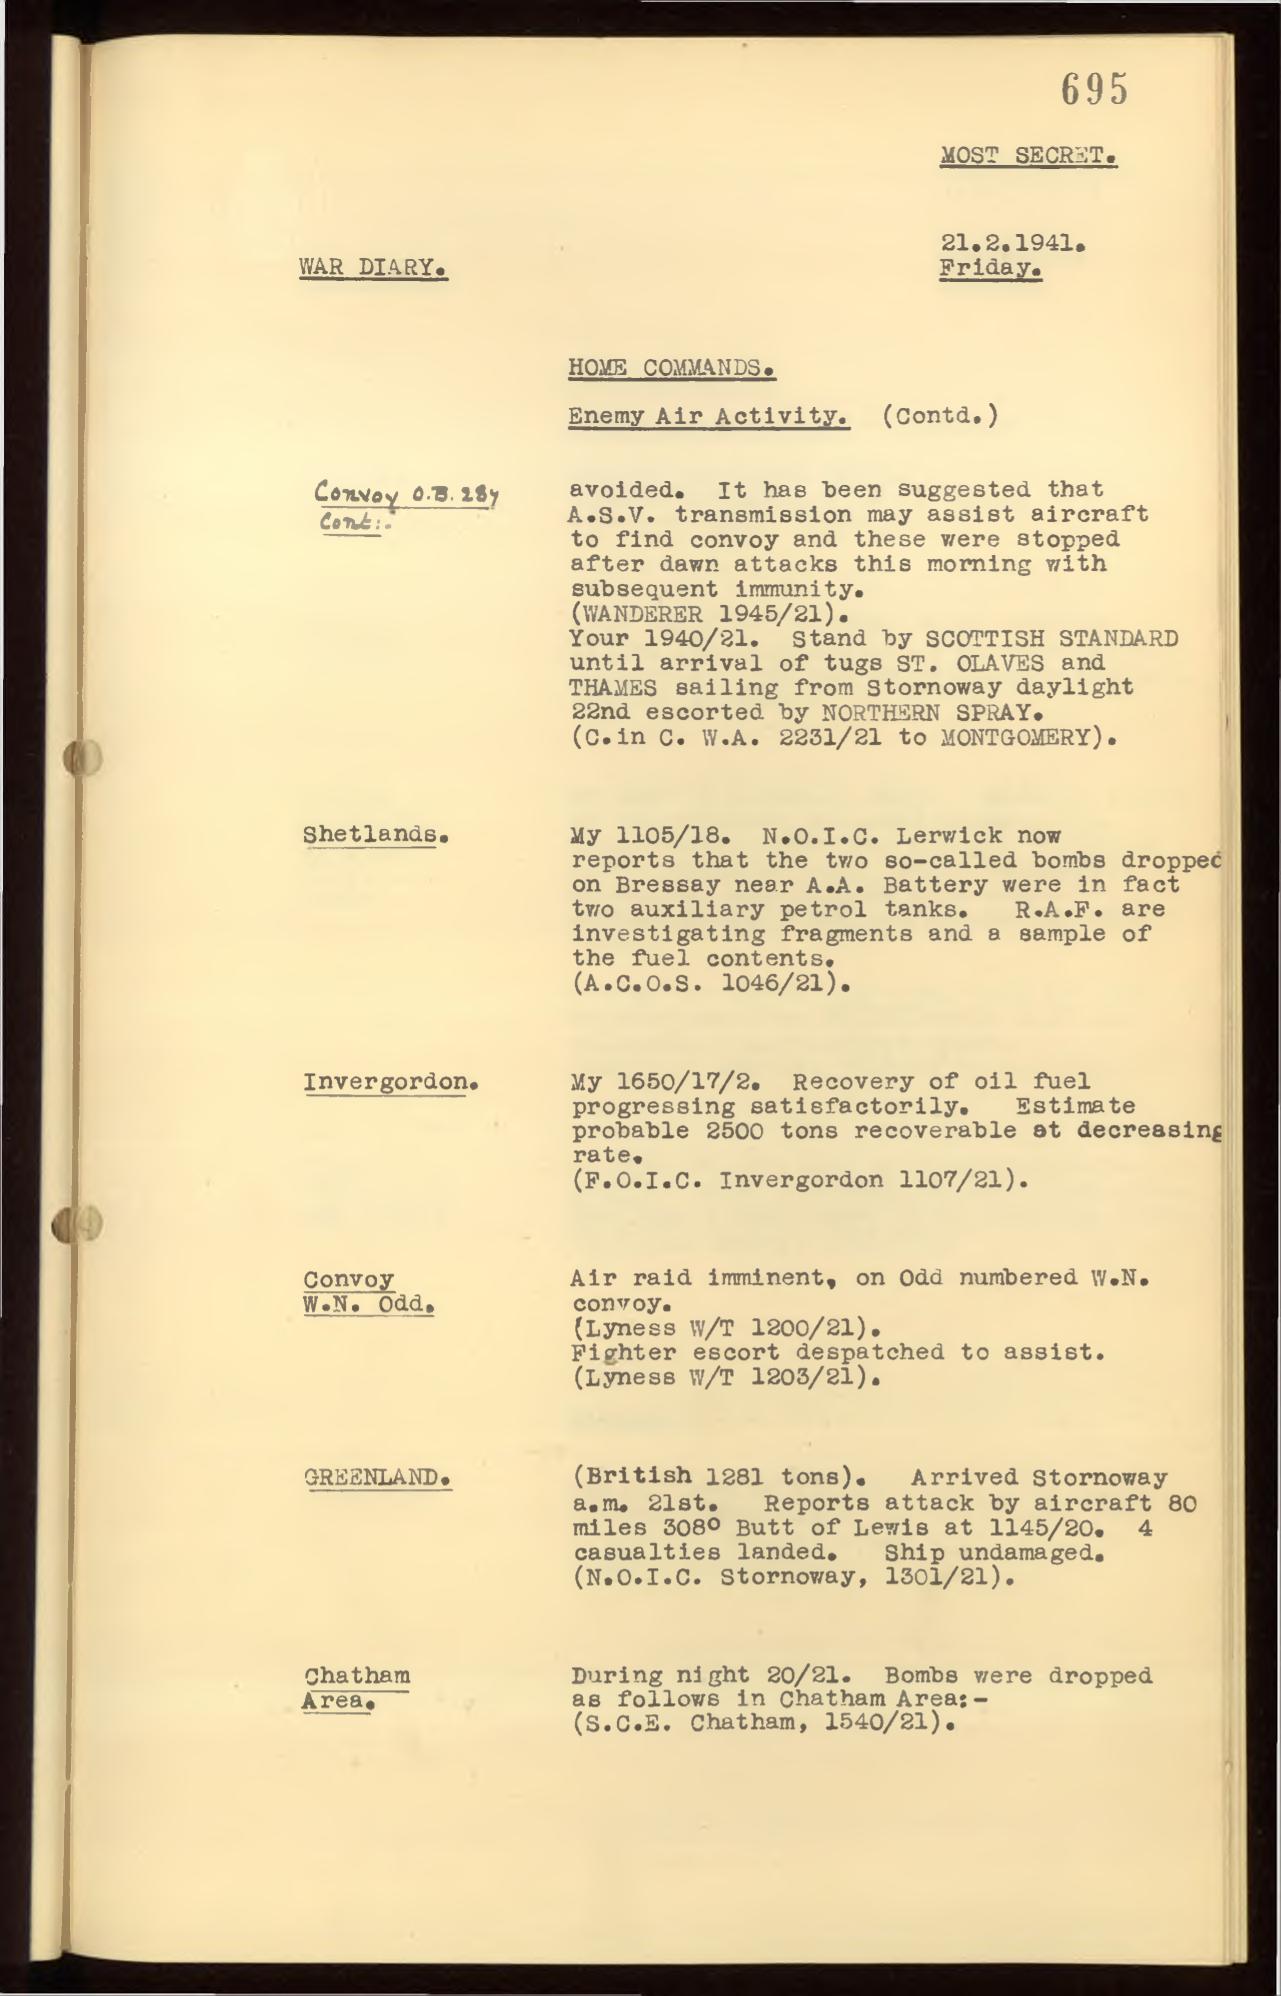 695
MOST SECRET.
21.2.1941.
WAR DIARY.
Friday.
HOME COMMANDS.
Enemy Air Activity. (Contd.)
Convoy O.B. 287
Cont:.
avoided. It has been suggested that
A.S.V. transmission may assist aircraft
to find convoy and these were stopped
after dawn attacks this morning with
subsequent immunity.
(WANDERER 1945/21).
Your 1940/21. Stand by SCOTTISH STANDARD
until arrival of tugs ST. OLAVES and
THAMES sailing from Stornoway daylight
22nd escorted by NORTHERN SPRAY.
(C.in C. W.A. 2231/21 to MONTGOMERY).
Shetlands.
My 1105/18. N.O.I.C. Lerwick now
reports that the two so-called bombs dropped
on Bressay near A.A. Battery were in fact
two auxiliary petrol tanks. R.A.F. are
investigating fragments and a sample of
the fuel contents.
(A.C.O.S. 1046/21).
Invergordon.
My 1650/17/2. Recovery of oil fuel
progressing satisfactorily. Estimate
probable 2500 tons recoverable at decreasing
rate.
(F.O.I.C. Invergordon 1107/21).
Convoy
W.N. Odd.
Air raid imminent, on Odd numbered W.N.
convoy.
(Lyness W/T 1200/21).
Fighter escort despatched to assist.
(Lyness W/T 1203/21).
GREENLAND.
(British 1281 tons). Arrived Stornoway
a.m. 21st. Reports attack by aircraft 80
miles 308° Butt of Lewis at 1145/20. 4
casualties landed. Ship undamaged.
(N.O.I.C. Stornoway, 1301/21).
Chatham
Area.
During night 20/21. Bombs were dropped
as follows in Chatham Area:-
(S.C.E. Chatham, 1540/21).